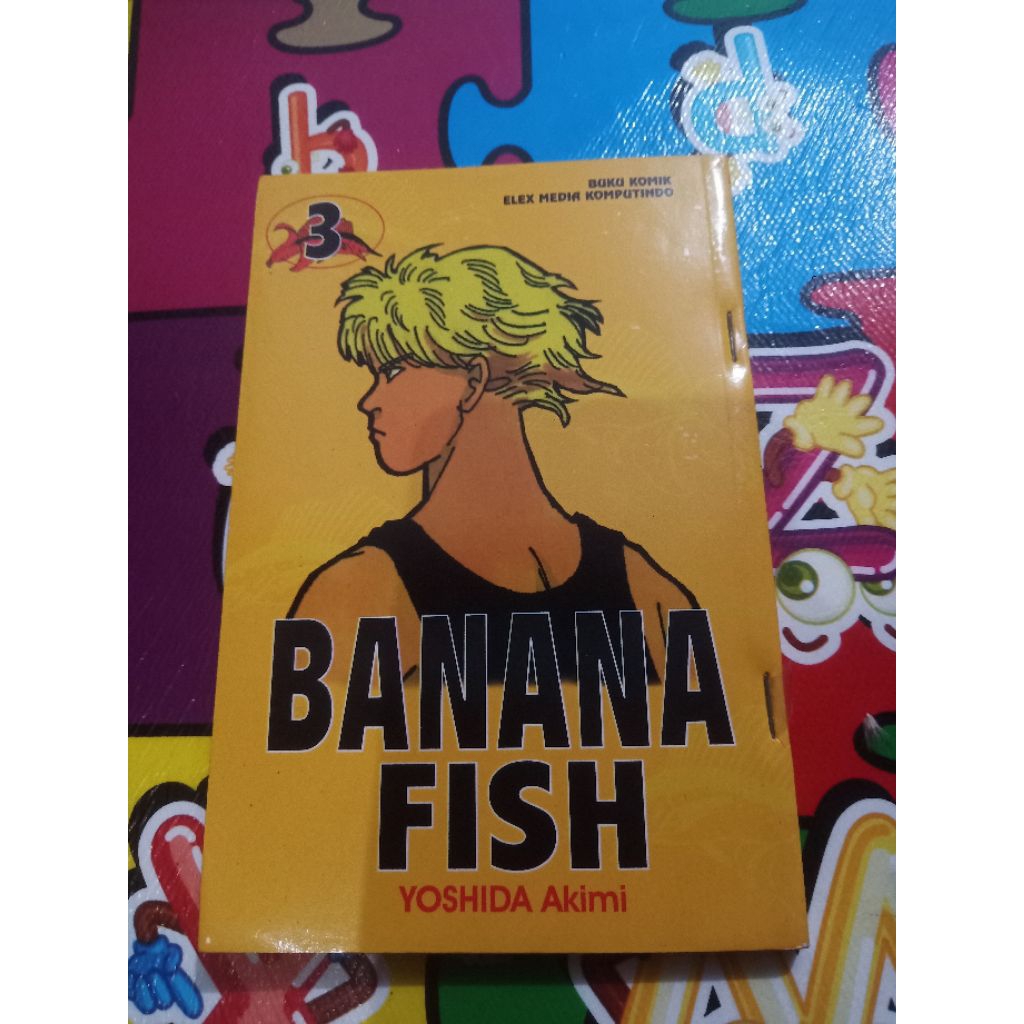 b
d
3
BUKU KOMIK
ELEX MEDIA KOMPUTINDO
Z
BANANA
FISH
YOSHIDA Akimi